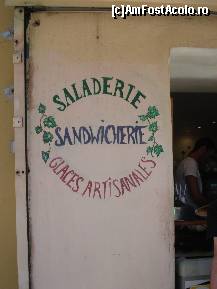 [c]AmFostAcolo.ro
SALADERIE
SANDWICHERIE
GLACES ARTISANALES